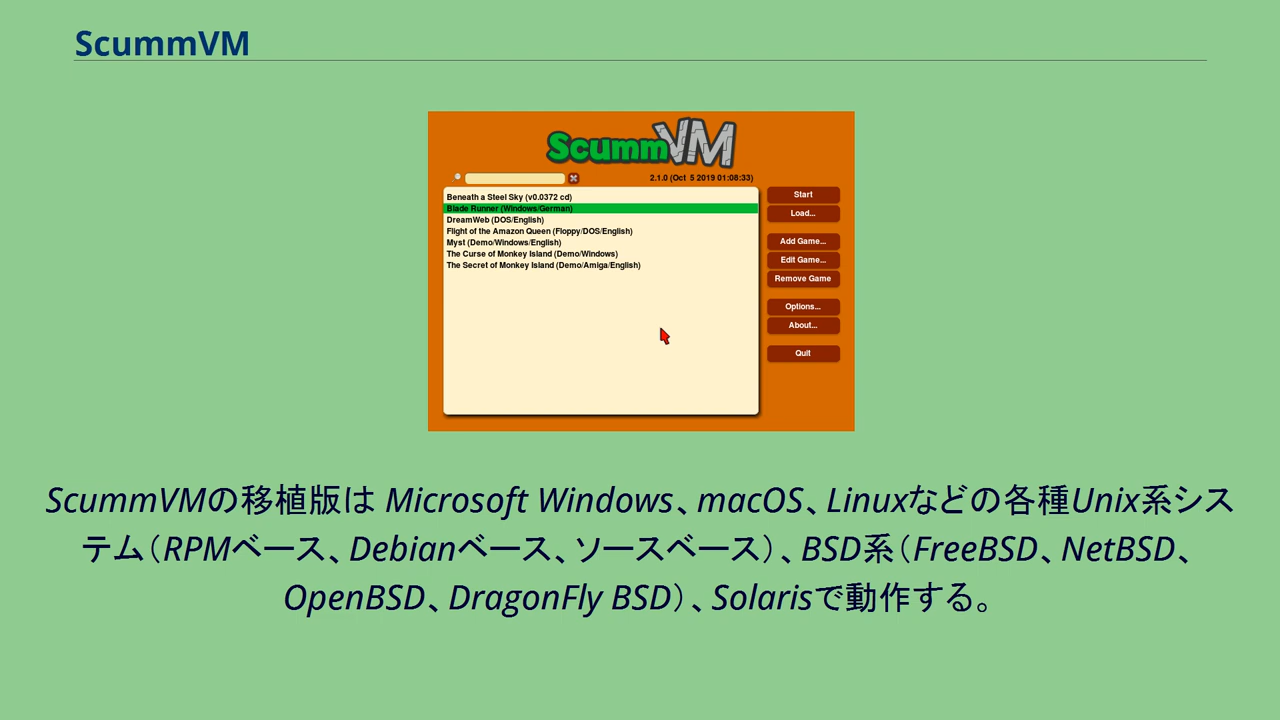 ScummVM
ScummVM
2.1.0 (Oct 5 2019 01:08:33)
Beneath a Steel Sky (v0.0372 cd)
Blade Runner (Windows/German)
DreamWeb (DOS/English)
Flight of the Amazon Queen (Floppy/DOS/English)
Myst (Demo/Windows/English)
The Curse of Monkey Island (Demo/Windows)
The Secret of Monkey Island (Demo/Amiga/English)
Start
Load...
Add Game...
Edit Game...
Remove Game
Options...
About...
Quit
ScummVMの移植版は Microsoft Windows、macOS、Linuxなどの各種Unix系シス
テム（RPMベース、Debianベース、ソースベース）、BSD系（FreeBSD、NetBSD、
OpenBSD、DragonFly BSD）、Solarisで動作する。